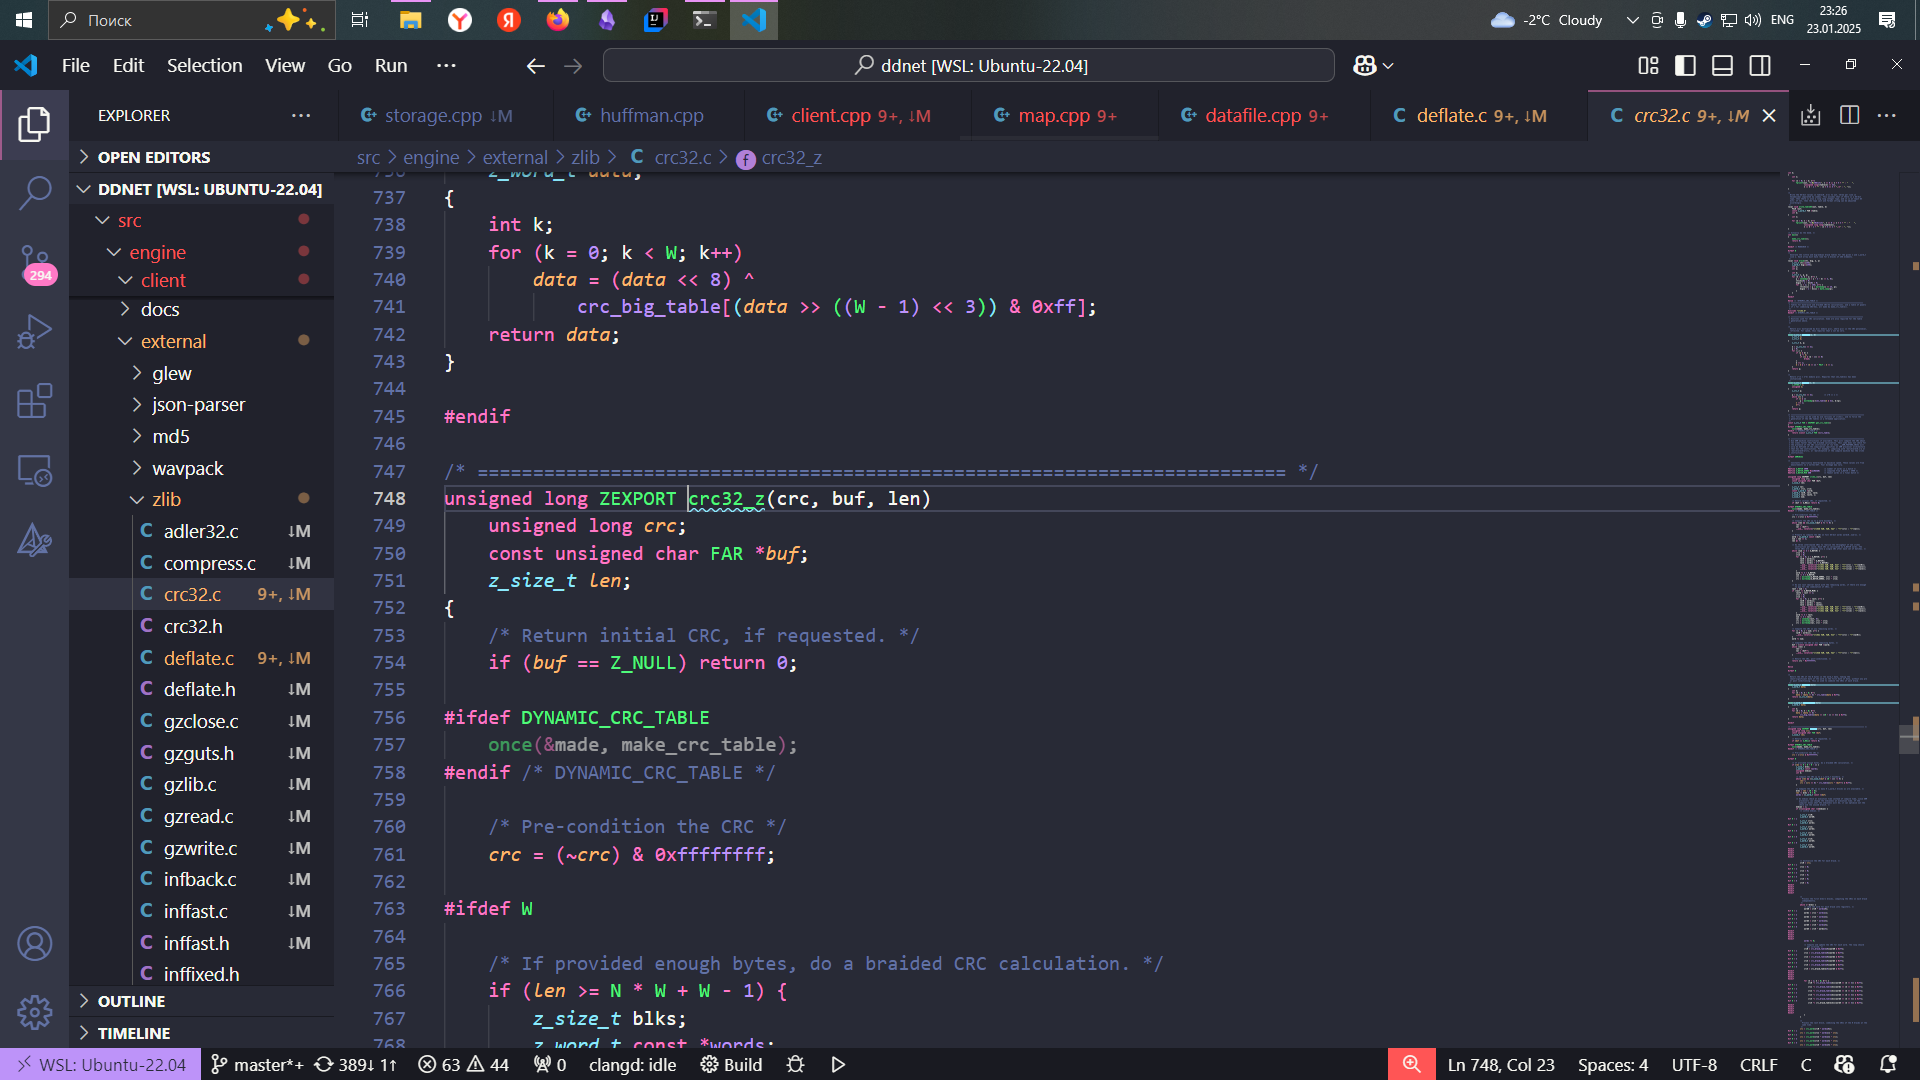 Поиск
-2°C Cloudy
ENG
23:26
23.01.2025
File Edit Selection View Go Run ···
ddnet [WSL: Ubuntu-22.04]
EXPLORER
storage.cpp ↓M
huffman.cpp
client.cpp 9+, ↓M
map.cpp 9+
datafile.cpp 9+
deflate.c 9+, ↓M
crc32.c 9+, ↓M
src > engine > external > zlib > C crc32.c > crc32_z
OPEN EDITORS
DDNET [WSL: UBUNTU-22.04]
src
engine
client
docs
external
glew
json-parser
md5
wavpack
zlib
C adler32.c ↓M
C compress.c ↓M
C crc32.c 9+, ↓M
C crc32.h
C deflate.c 9+, ↓M
C deflate.h ↓M
C gzclose.c ↓M
C gzguts.h ↓M
C gzlib.c ↓M
C gzread.c ↓M
C gzwrite.c ↓M
C infback.c ↓M
C inffast.c ↓M
C inffast.h ↓M
C inffixed.h
OUTLINE
TIMELINE
294
736 z_word_t data;
737 {
738 int k;
739 for (k = 0; k < W; k++)
740 data = (data << 8) ^
741 crc_big_table[(data >> ((W - 1) << 3)) & 0xff];
742 return data;
743 }
744
745 #endif
746
747 /* ========================================================================= */
748 unsigned long ZEXPORT crc32_z(crc, buf, len)
749 unsigned long crc;
750 const unsigned char FAR *buf;
751 z_size_t len;
752 {
753 /* Return initial CRC, if requested. */
754 if (buf == Z_NULL) return 0;
755
756 #ifdef DYNAMIC_CRC_TABLE
757 once(&made, make_crc_table);
758 #endif /* DYNAMIC_CRC_TABLE */
759
760 /* Pre-condition the CRC */
761 crc = (~crc) & 0xffffffff;
762
763 #ifdef W
764
765 /* If provided enough bytes, do a braided CRC calculation. */
766 if (len >= N * W + W - 1) {
767 z_size_t blks;
768 z_word_t const *words;
WSL: Ubuntu-22.04 master*+ 389↓ 1↑ 63 44 0 clangd: idle Build
Ln 748, Col 23 Spaces: 4 UTF-8 CRLF C